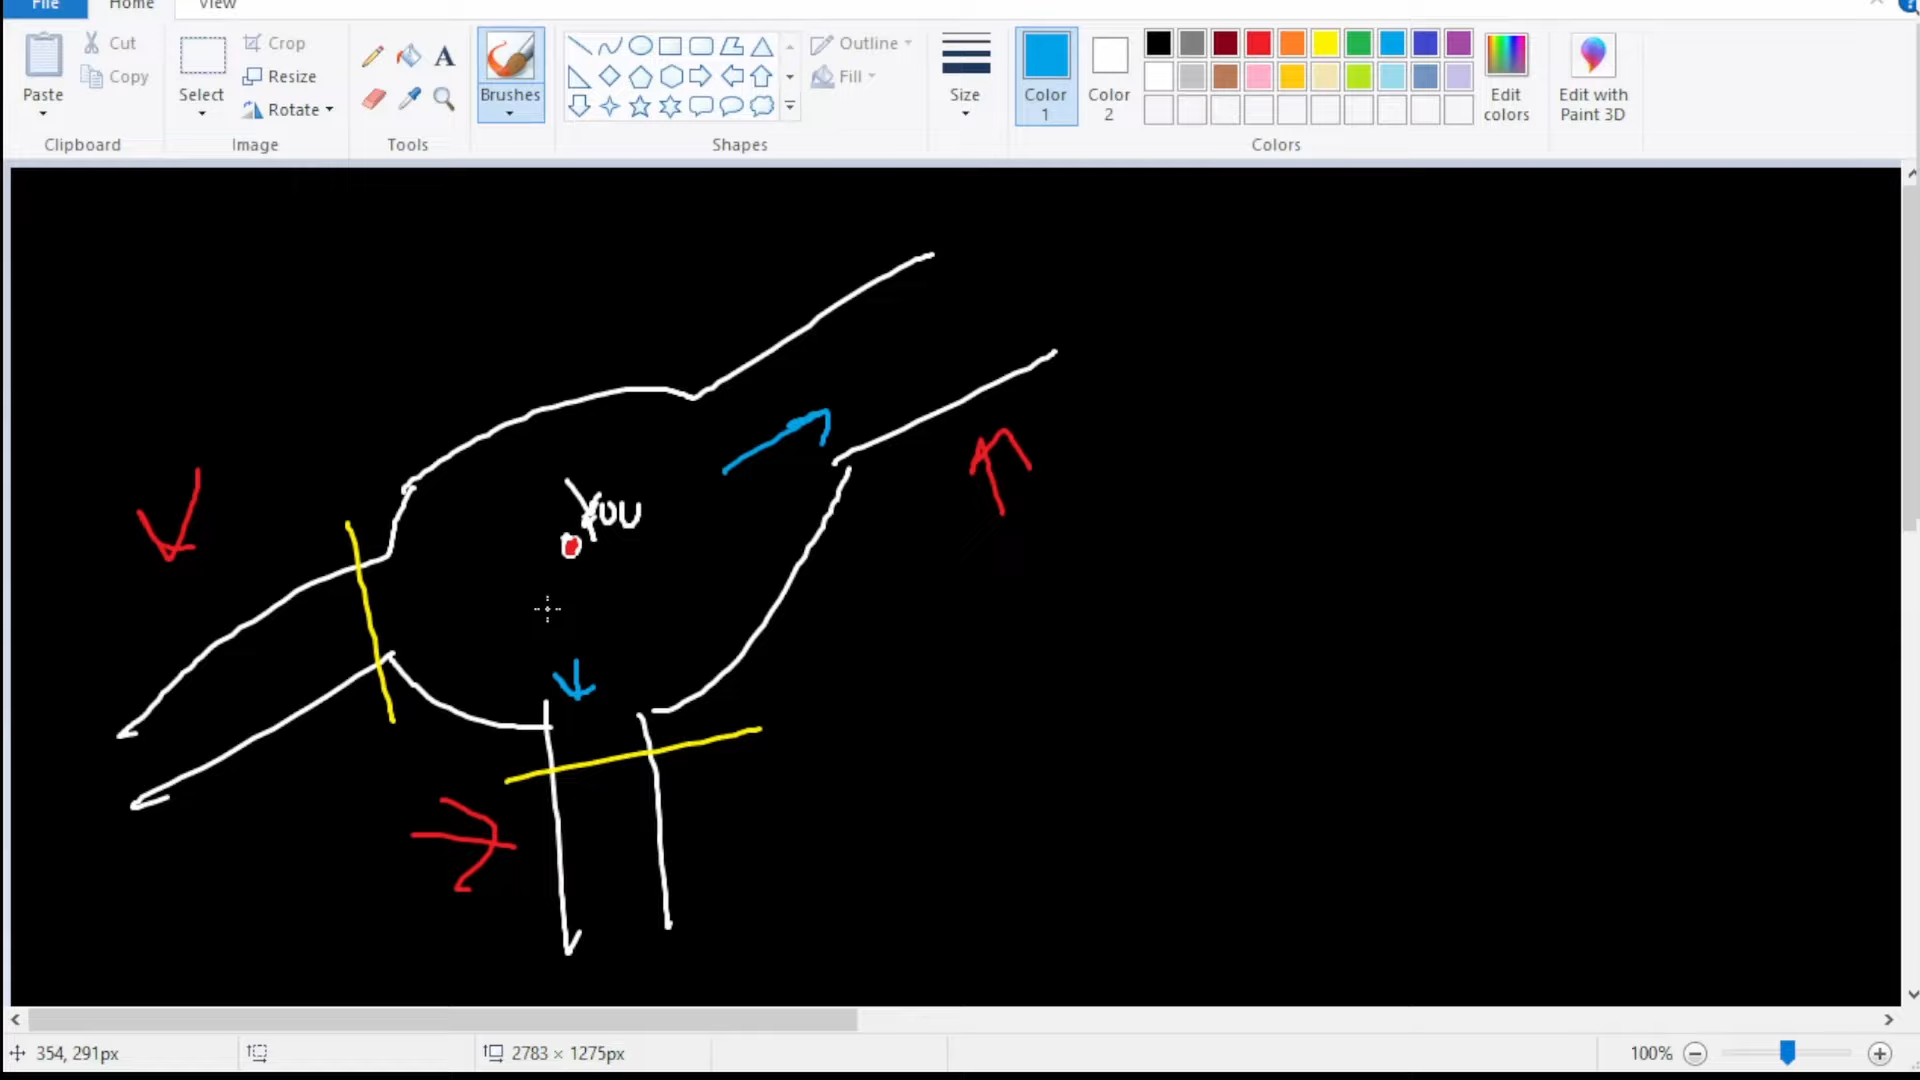 File Home View
Cut Crop Outline
Copy Resize Fill
Paste Select Rotate A Brushes Size Color 1 Color 2 Edit colors Edit with Paint 3D
Clipboard Image Tools Shapes Colors
YOU
354, 291px 2783 × 1275px 100%